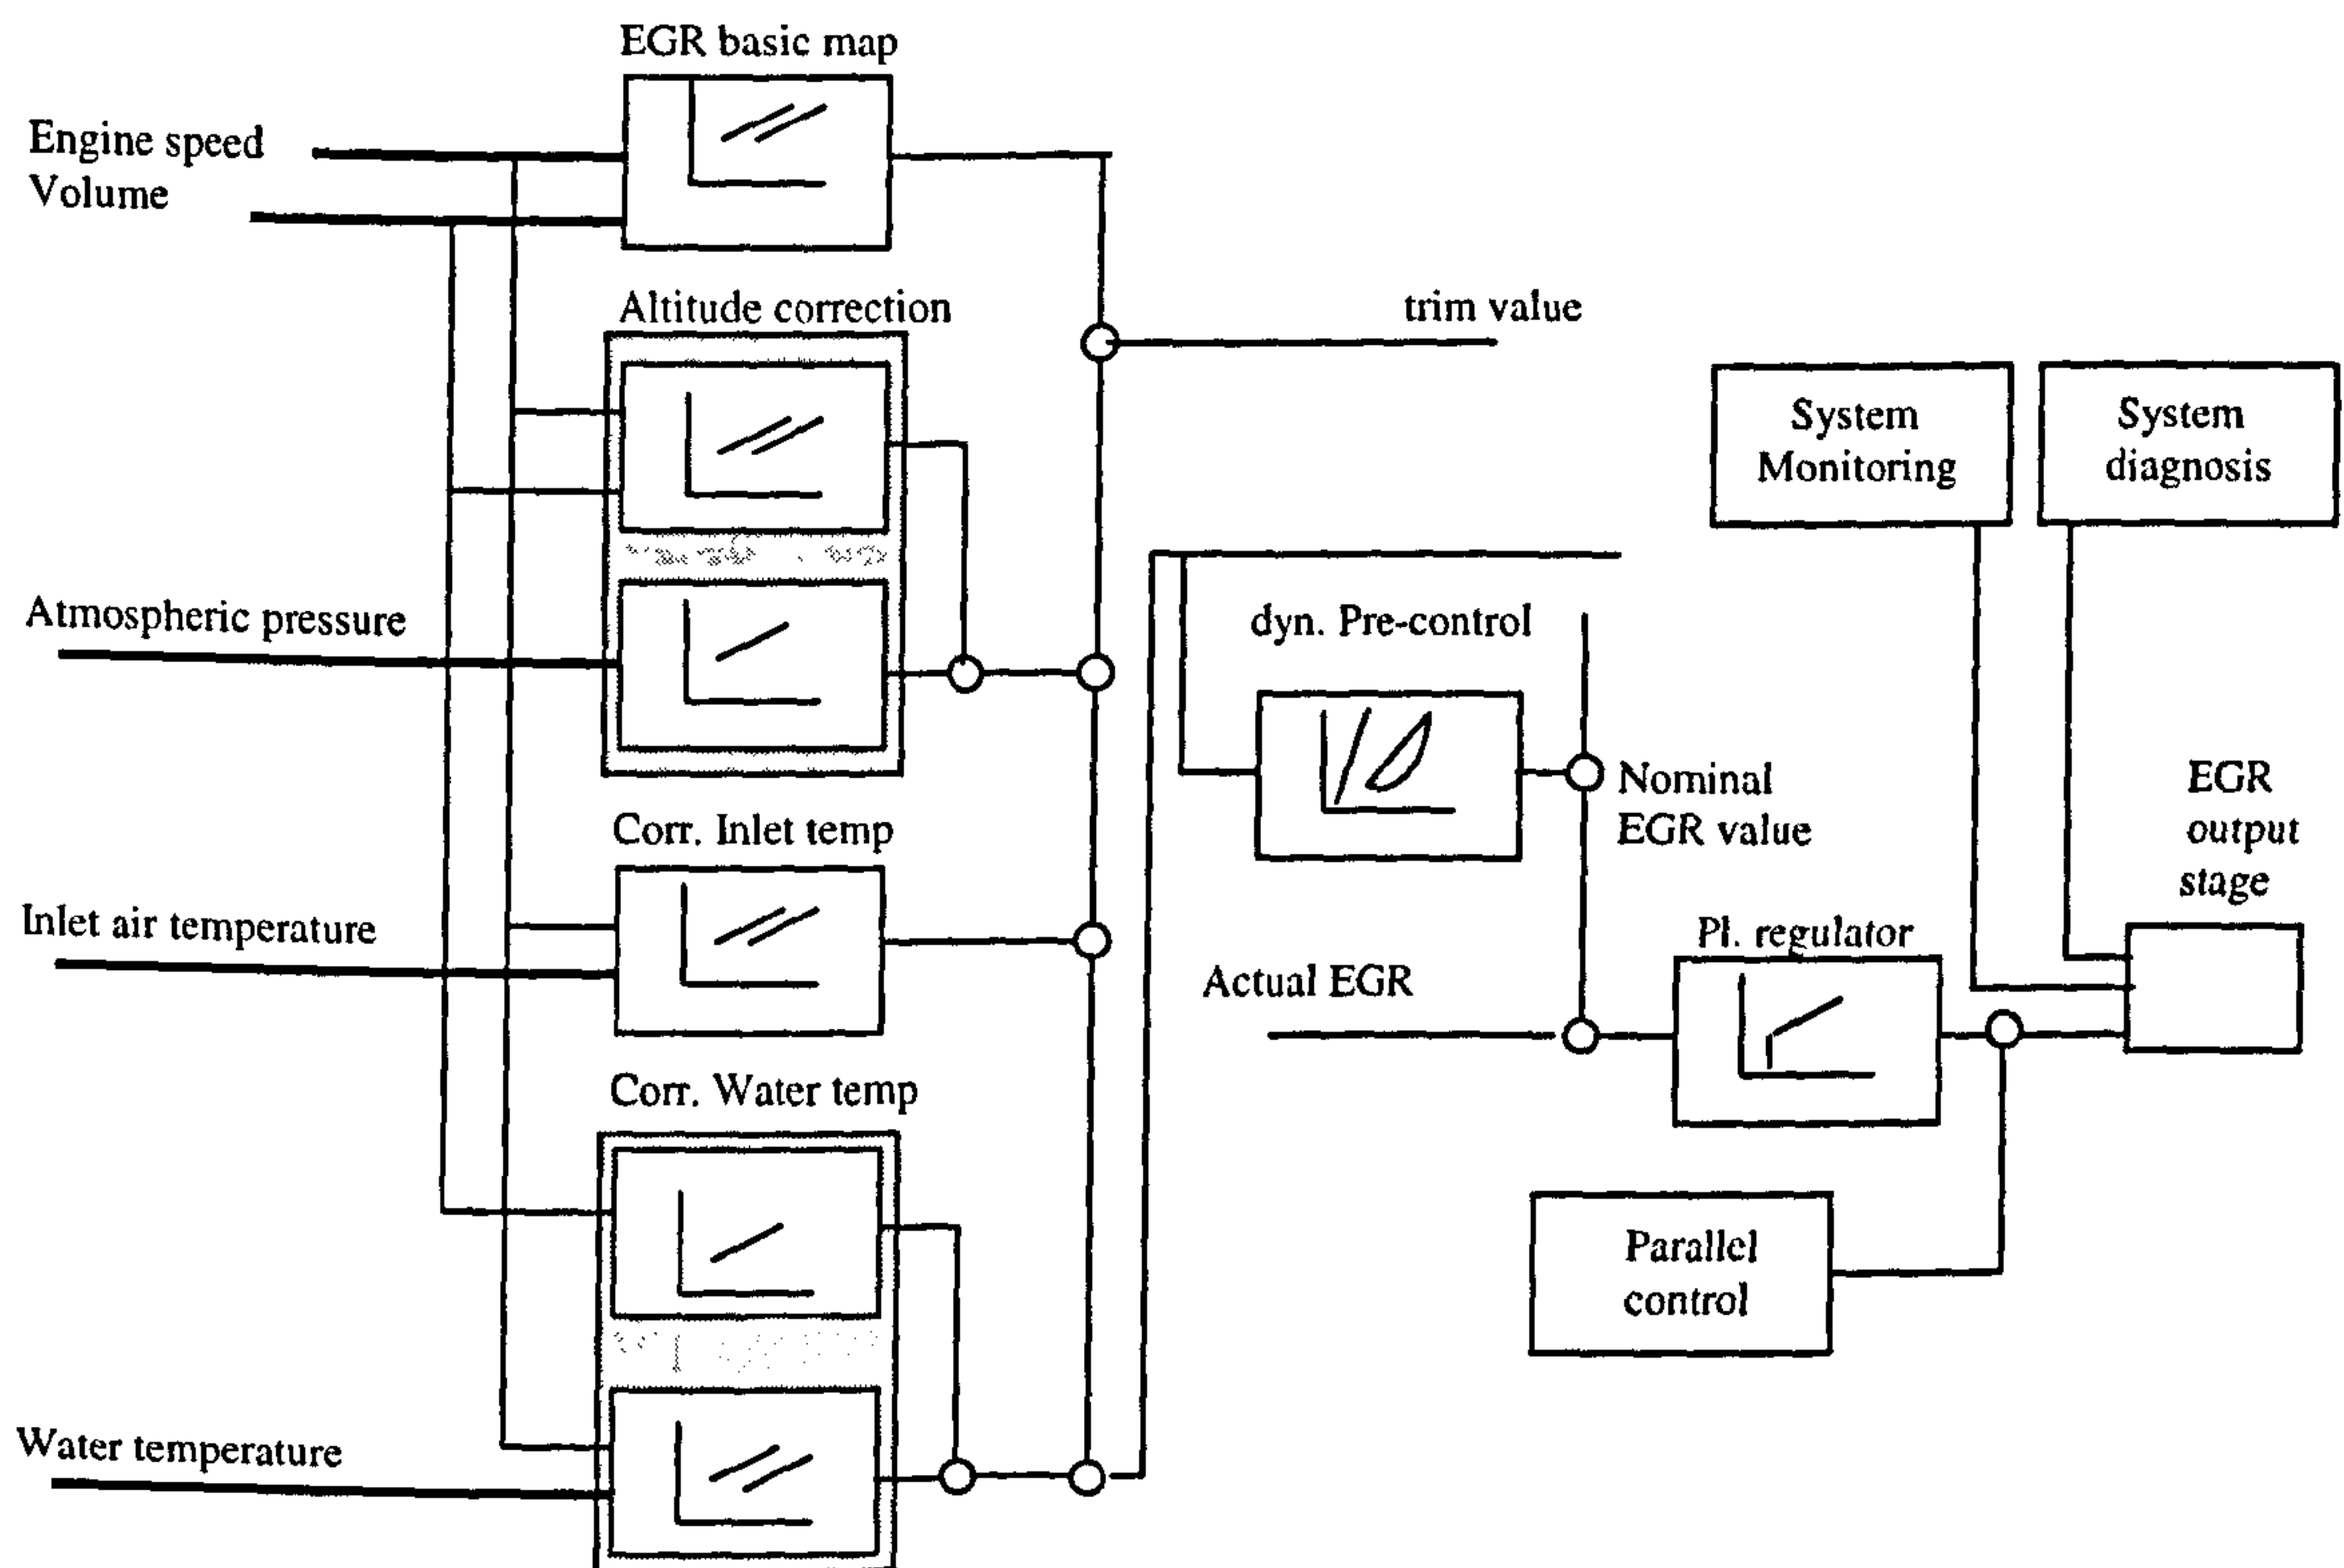 EGR basic map
Engine speed
Volume
Altitude correction
trim value
System
Monitoring
System
diagnosis
Atmospheric pressure
dyn. Pre-control
Nominal
EGR value
EGR
output
stage
Corr. Inlet temp
Inlet air temperature
Actual EGR
Pl. regulator
Corr. Water temp
Parallel
control
Water temperature